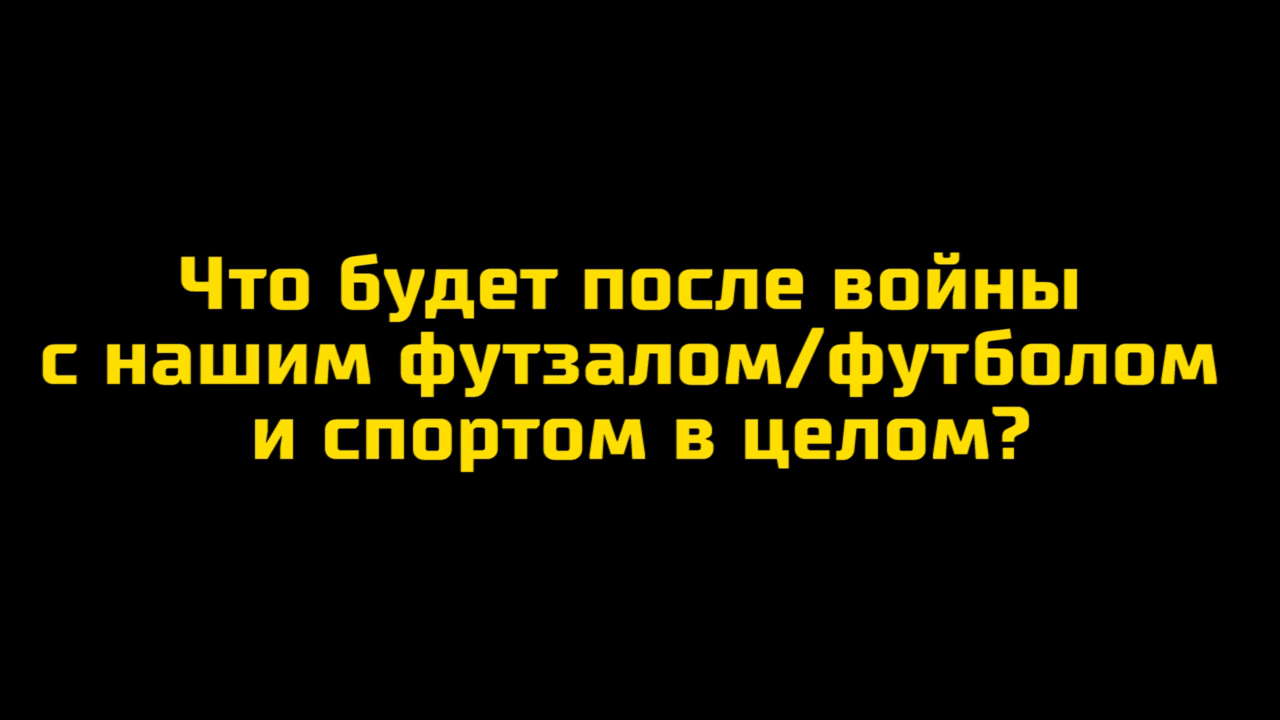 Что будет после войны
с нашим футзалом/футболом
и спортом в целом?